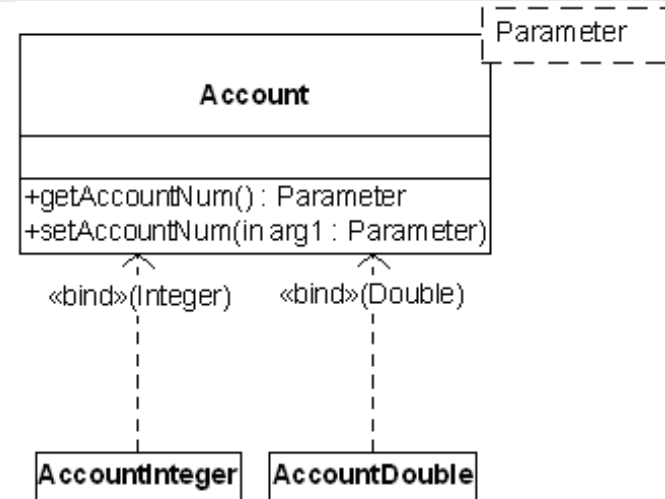 Parameter
Account
+getAccountNum() : Parameter
+setAccountNum(in arg1 : Parameter)
«bind»(Integer) «bind»(Double)
AccountInteger AccountDouble